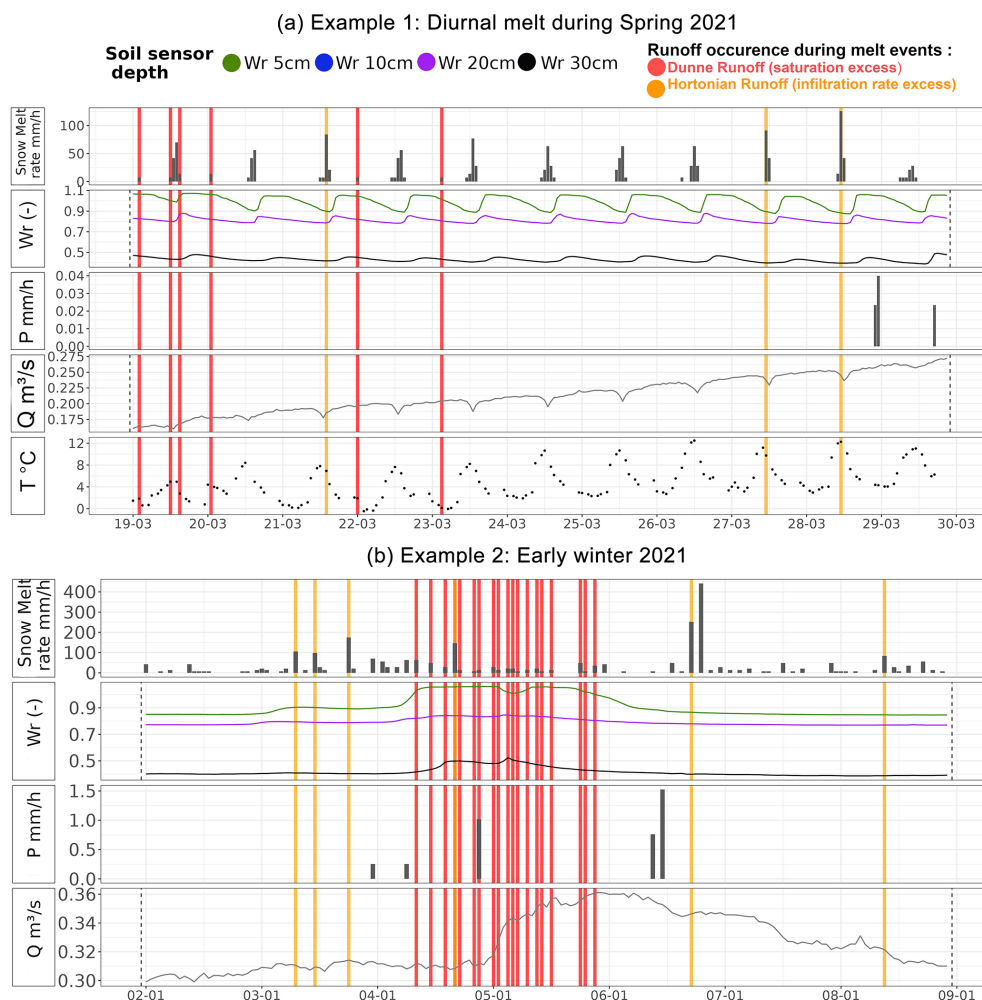 (a) Example 1: Diurnal melt during Spring 2021
Soil sensor
depth
Wr 5cm
Wr 10cm
Wr 20cm
Wr 30cm
Runoff occurence during melt events :
Dunne Runoff (saturation excess)
Hortonian Runoff (infiltration rate excess)
Snow Melt
rate mm/h
100
50
0
Wr (-)
1.1
0.9
0.7
0.5
P mm/h
0.04
0.03
0.02
0.01
0.00
Q m³/s
0.275
0.250
0.225
0.200
0.175
T °C
12
8
4
0
19-03 20-03 21-03 22-03 23-03 24-03 25-03 26-03 27-03 28-03 29-03 30-03
(b) Example 2: Early winter 2021
Snow Melt
rate mm/h
400
300
200
100
0
Wr (-)
0.9
0.7
0.5
P mm/h
1.5
1.0
0.5
0.0
Q m³/s
0.36
0.34
0.32
0.30
02-01 03-01 04-01 05-01 06-01 07-01 08-01 09-01